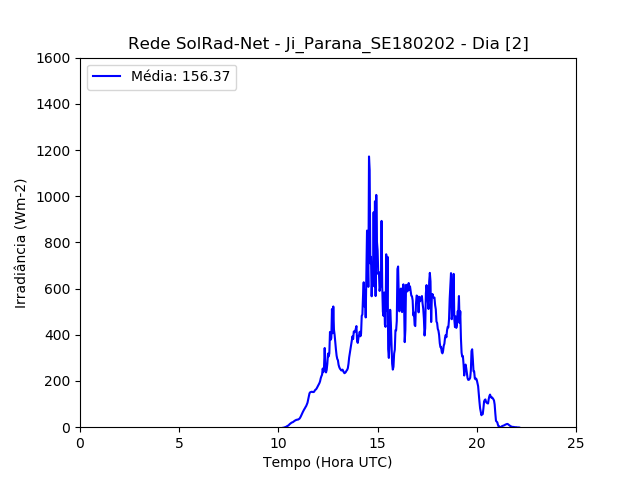 Rede SolRad-Net - Ji_Parana_SE180202 - Dia [2]
Média: 156.37
Irradiância (Wm-2)
1600
1400
1200
1000
800
600
400
200
0
0 5 10 15 20 25
Tempo (Hora UTC)